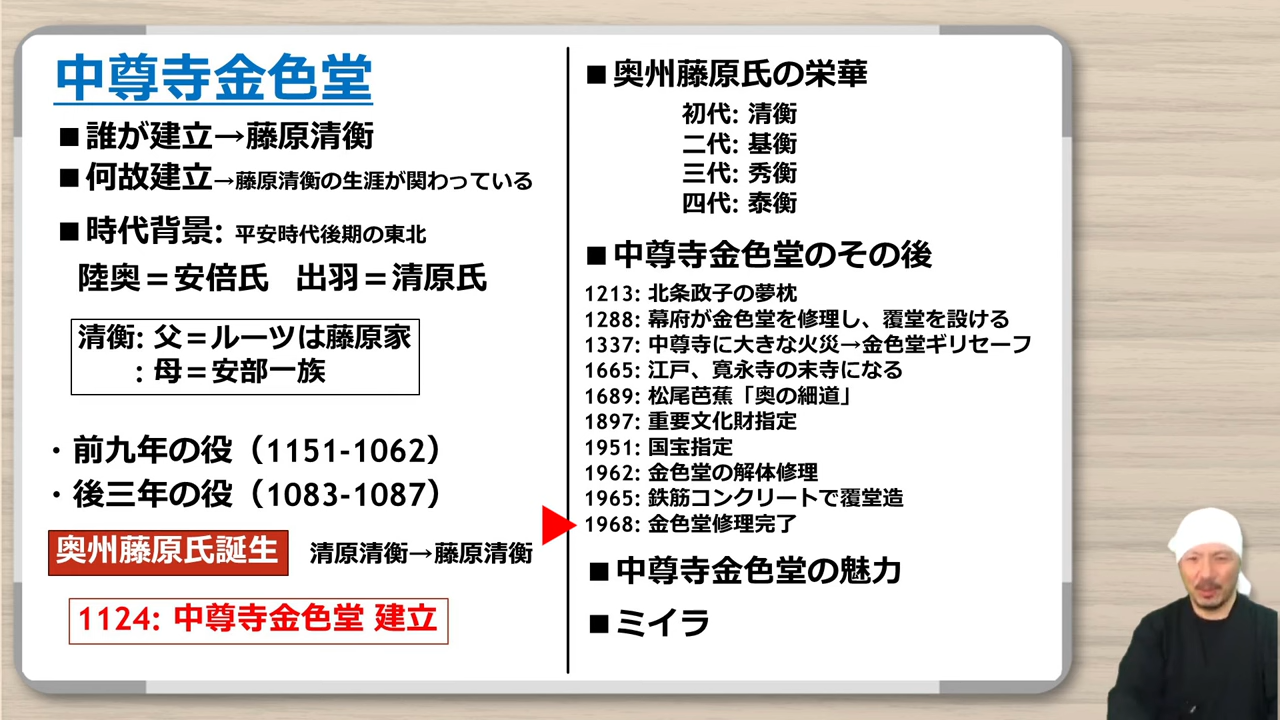 中尊寺金色堂
■誰が建立→藤原清衡
■何故建立→藤原清衡の生涯が関わっている
■時代背景: 平安時代後期の東北
陸奥＝安倍氏 出羽＝清原氏
清衡: 父＝ルーツは藤原家
: 母＝安部一族
・前九年の役（1151-1062）
・後三年の役（1083-1087）
奥州藤原氏誕生 清原清衡→藤原清衡
1124: 中尊寺金色堂 建立
■奥州藤原氏の栄華
初代: 清衡
二代: 基衡
三代: 秀衡
四代: 泰衡
■中尊寺金色堂のその後
1213: 北条政子の夢枕
1288: 幕府が金色堂を修理し、覆堂を設ける
1337: 中尊寺に大きな火災→金色堂ギリセーフ
1665: 江戸、寛永寺の末寺になる
1689: 松尾芭蕉「奥の細道」
1897: 重要文化財指定
1951: 国宝指定
1962: 金色堂の解体修理
1965: 鉄筋コンクリートで覆堂造
1968: 金色堂修理完了
■中尊寺金色堂の魅力
■ミイラ